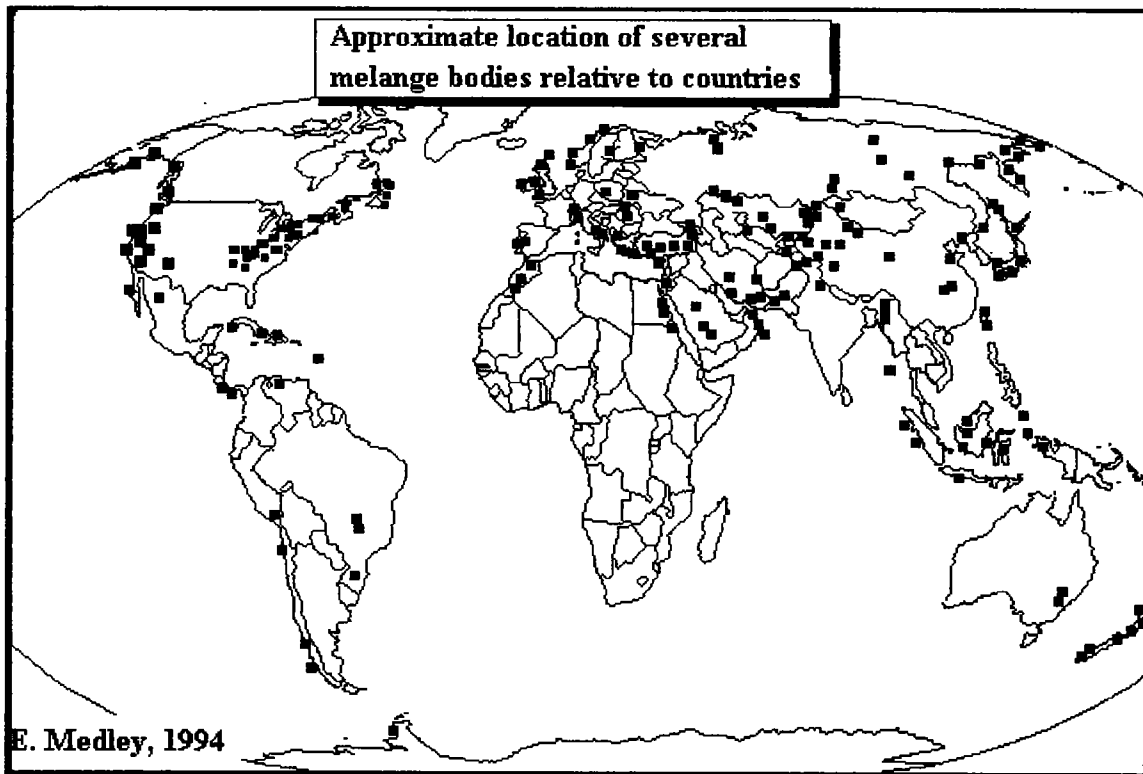 Approximate location of several
melange bodies relative to countries
E. Medley, 1994